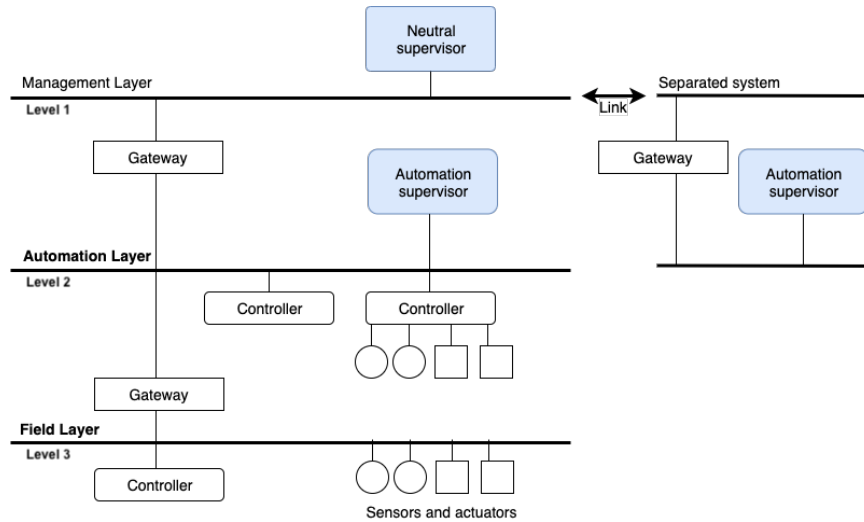 Neutral
supervisor
Management Layer
Separated system
Level 1
Link
Gateway
Gateway
Automation
supervisor
Automation
supervisor
Automation Layer
Level 2
Controller
Controller
Gateway
Field Layer
Level 3
Controller
Sensors and actuators